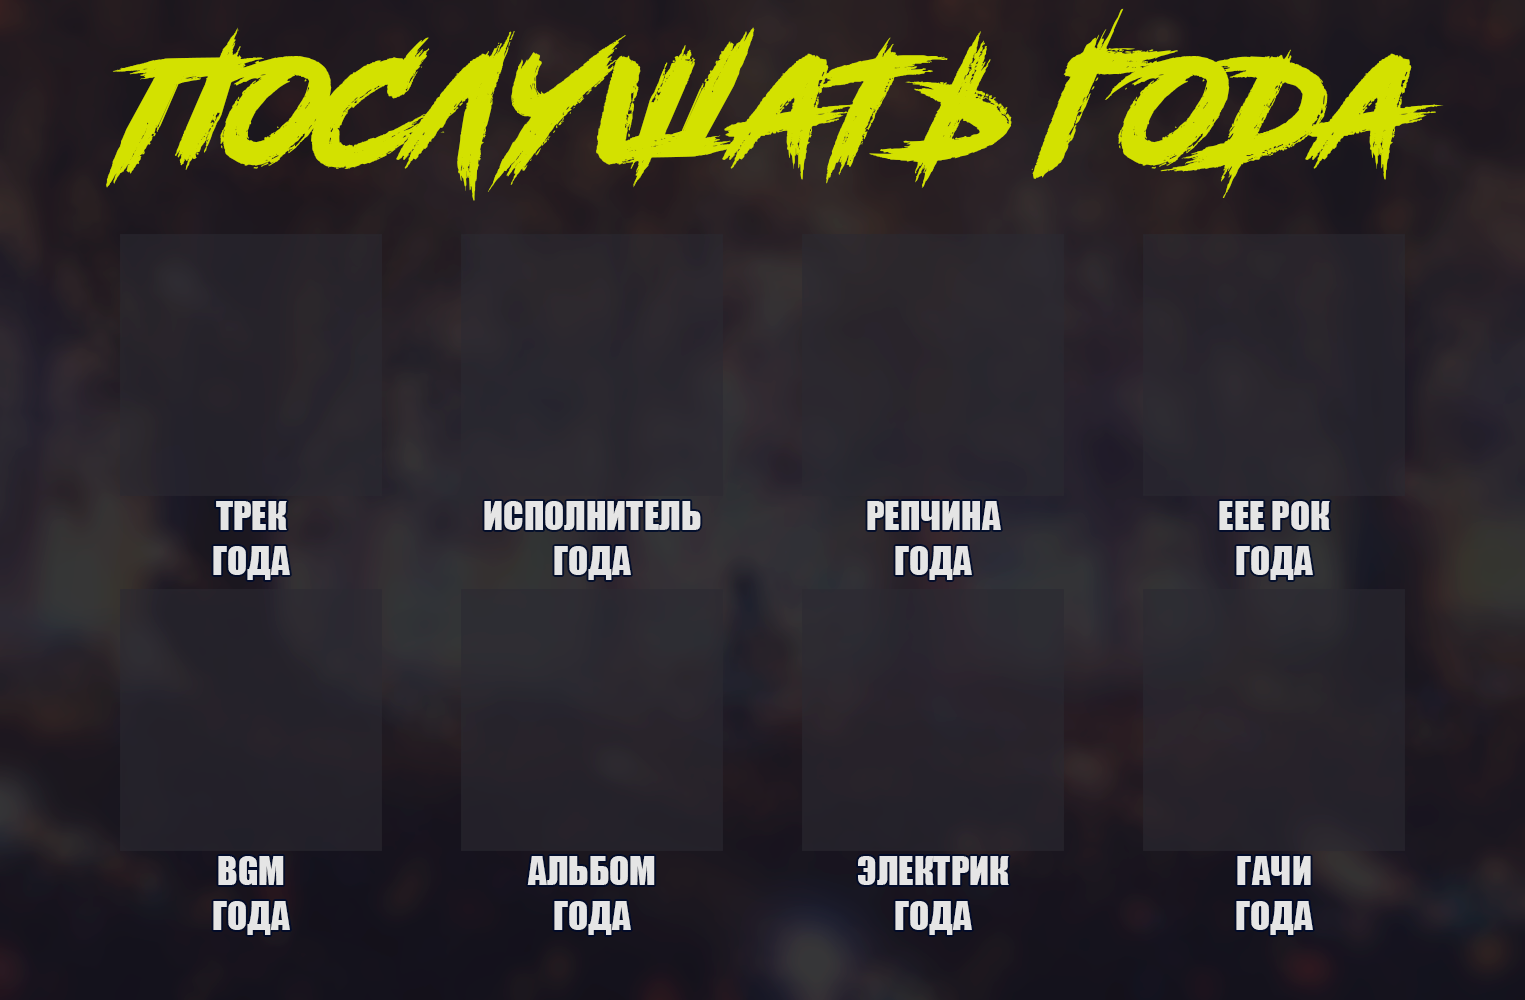 ПОСЛУШАТЬ ГОДА
ТРЕК
ГОДА
ИСПОЛНИТЕЛЬ
ГОДА
РЕПЧИНА
ГОДА
ЕЕЕ РОК
ГОДА
BGM
ГОДА
АЛЬБОМ
ГОДА
ЭЛЕКТРИК
ГОДА
ГАЧИ
ГОДА